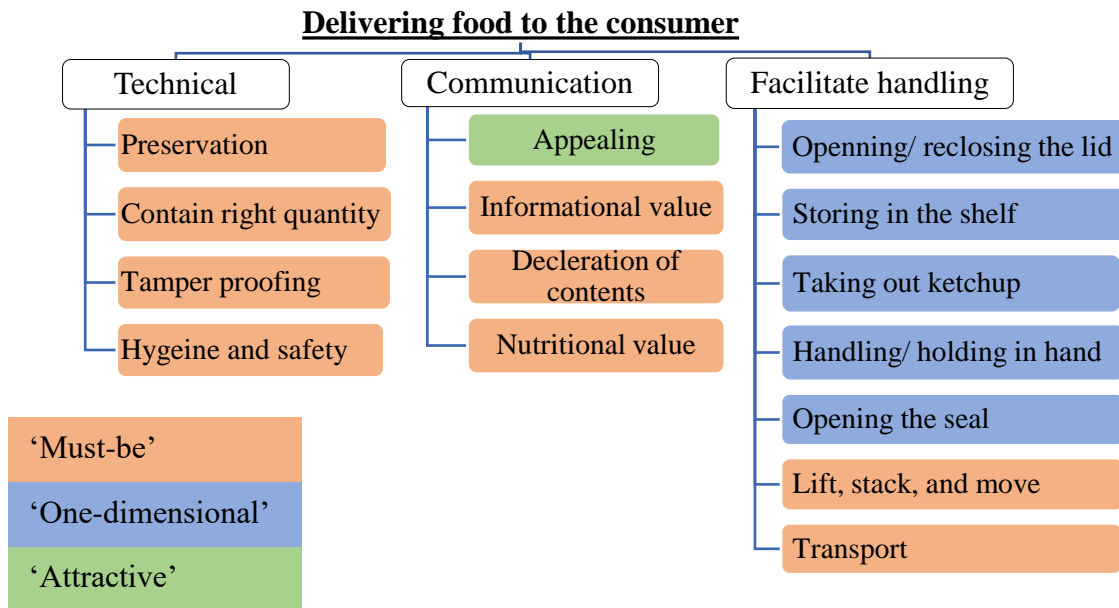 Delivering food to the consumer
Technical
Preservation
Contain right quantity
Tamper proofing
Hygeine and safety
Communication
Appealing
Informational value
Decleration of
contents
Nutritional value
Facilitate handling
Openning/ reclosing the lid
Storing in the shelf
Taking out ketchup
Handling/ holding in hand
Opening the seal
Lift, stack, and move
Transport
‘Must-be’
‘One-dimensional’
‘Attractive’